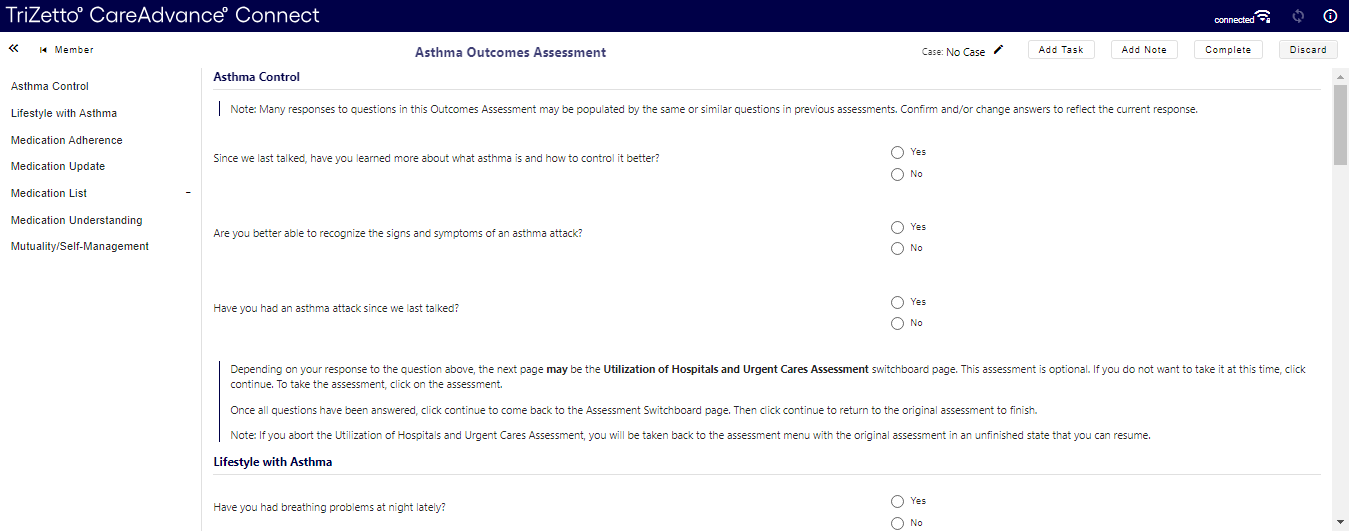 TriZetto® CareAdvance® Connect
connected
Member
Asthma Outcomes Assessment
Case: No Case
Add Task
Add Note
Complete
Discard
Asthma Control
Lifestyle with Asthma
Medication Adherence
Medication Update
Medication List
Medication Understanding
Mutuality/Self-Management
Asthma Control
Note: Many responses to questions in this Outcomes Assessment may be populated by the same or similar questions in previous assessments. Confirm and/or change answers to reflect the current response.
Since we last talked, have you learned more about what asthma is and how to control it better?
Yes
No
Are you better able to recognize the signs and symptoms of an asthma attack?
Yes
No
Have you had an asthma attack since we last talked?
Yes
No
Depending on your response to the question above, the next page may be the Utilization of Hospitals and Urgent Cares Assessment switchboard page. This assessment is optional. If you do not want to take it at this time, click
continue. To take the assessment, click on the assessment.
Once all questions have been answered, click continue to come back to the Assessment Switchboard page. Then click continue to return to the original assessment to finish.
Note: If you abort the Utilization of Hospitals and Urgent Cares Assessment, you will be taken back to the assessment menu with the original assessment in an unfinished state that you can resume.
Lifestyle with Asthma
Have you had breathing problems at night lately?
Yes
No